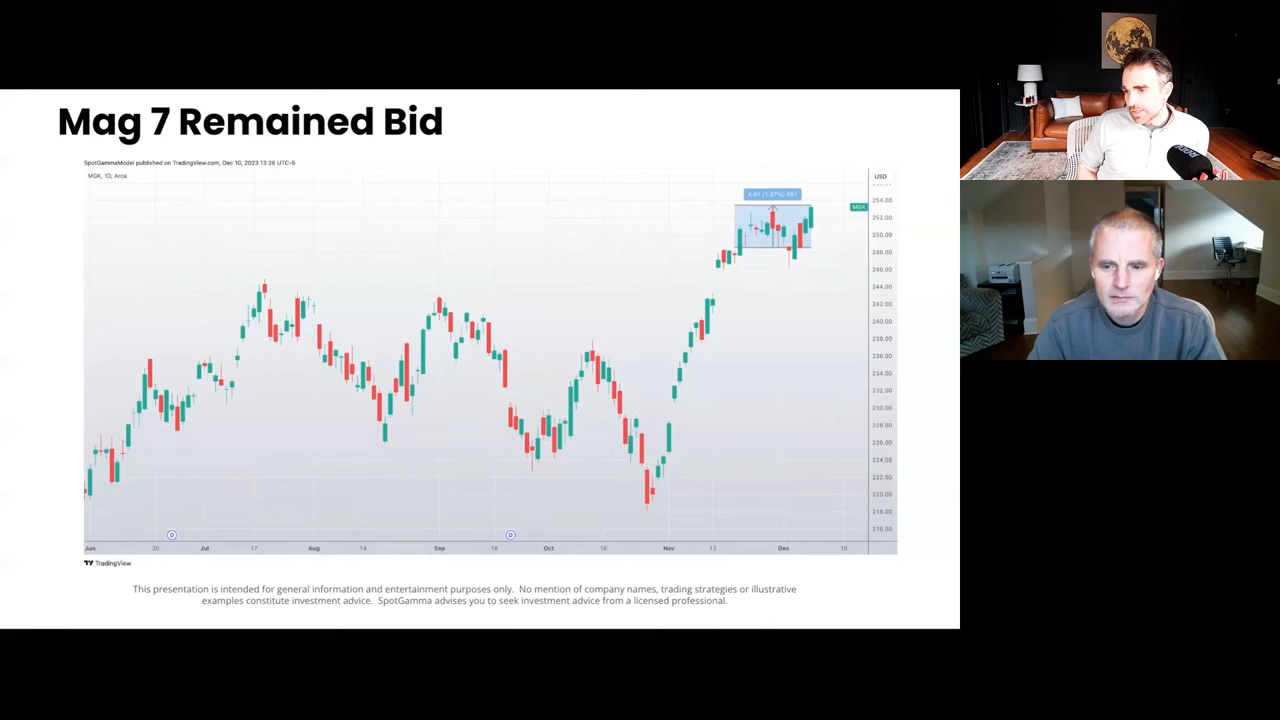 Mag 7 Remained Bid
SpotGammaModel published on TradingView.com, Dec 10, 2023 13:26 UTC-5
MGK, 1D, Arca
USD
254.00
MGK
252.00
250.00
248.00
246.00
244.00
242.00
240.00
238.00
236.00
234.00
232.00
230.00
228.00
226.00
224.00
222.00
220.00
218.00
216.00
D
D
Jun 20 Jul 17 Aug 14 Sep 18 Oct 16 Nov 13 Dec 18
TradingView
This presentation is intended for general information and entertainment purposes only. No mention of company names, trading strategies or illustrative
examples constitute investment advice. SpotGamma advises you to seek investment advice from a licensed professional.